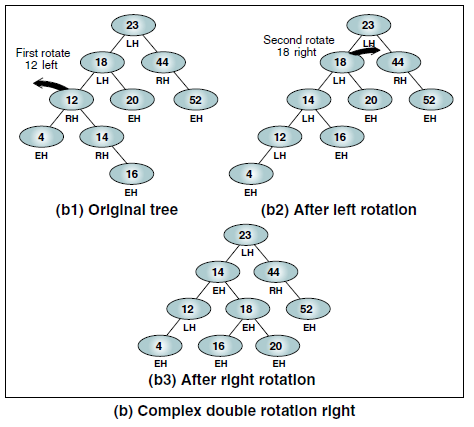 23
LH
First rotate
12 left
18
LH
44
RH
12
RH
20
EH
52
EH
4
EH
14
RH
16
EH
(b1) Original tree
23
LH
Second rotate
18 right
18
LH
44
RH
14
LH
20
EH
52
EH
12
LH
16
EH
4
EH
(b2) After left rotation
23
LH
14
EH
44
RH
12
LH
18
EH
52
EH
4
EH
16
EH
20
EH
(b3) After right rotation
(b) Complex double rotation right